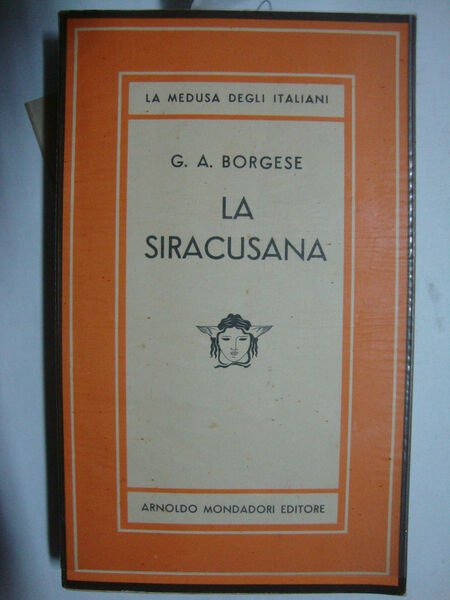 LA MEDUSA DEGLI ITALIANI
G. A. BORGESE
LA
SIRACUSANA
ARNOLDO MONDADORI EDITORE